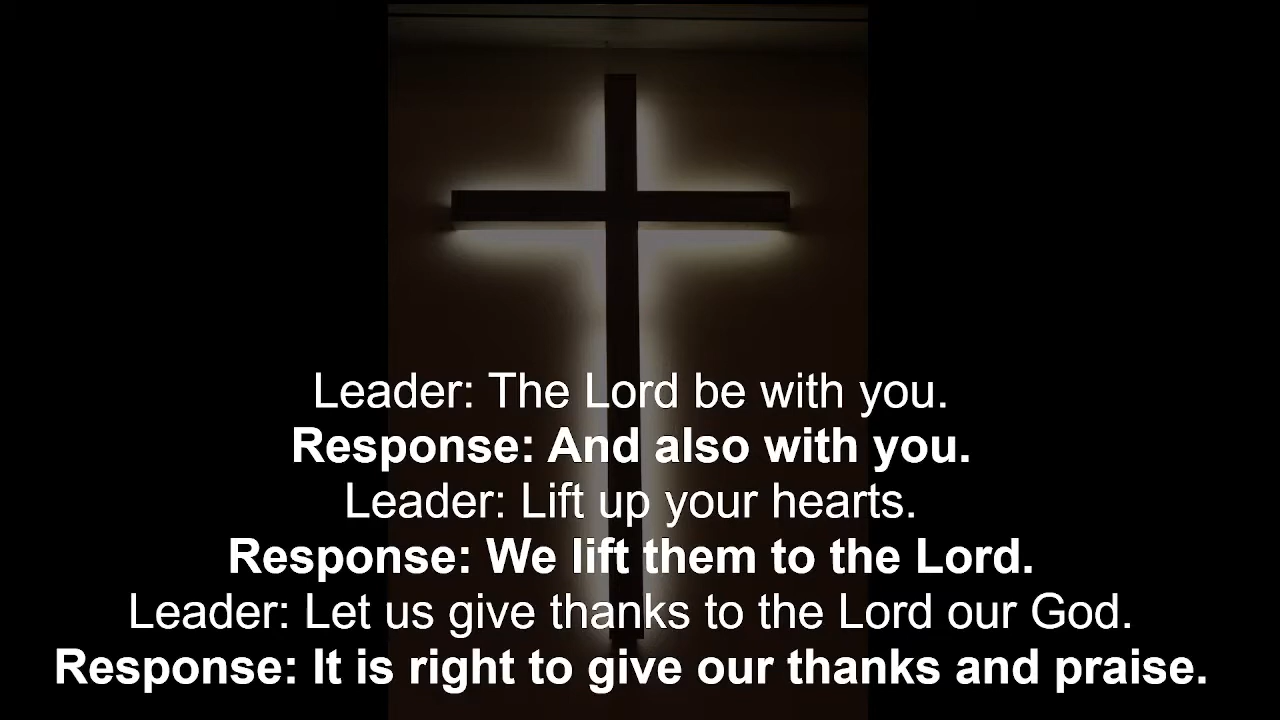 Leader: The Lord be with you.
Response: And also with you.
Leader: Lift up your hearts.
Response: We lift them to the Lord.
Leader: Let us give thanks to the Lord our God.
Response: It is right to give our thanks and praise.